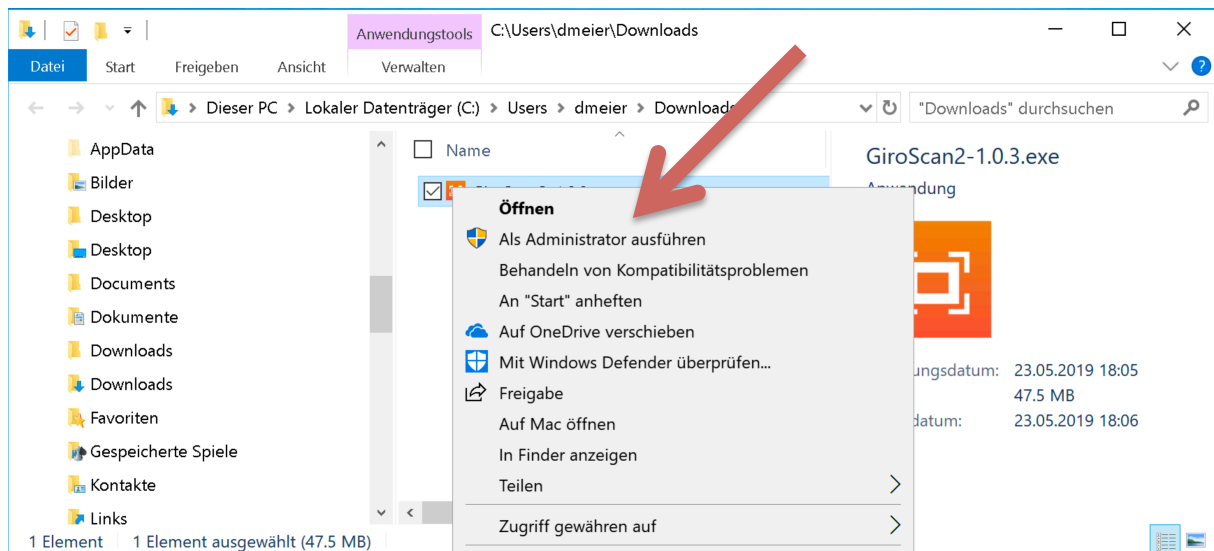 Anwendungstools
C:\Users\dmeier\Downloads
Datei
Start
Freigeben
Ansicht
Verwalten
Dieser PC > Lokaler Datenträger (C:) > Users > dmeier > Downloads
"Downloads" durchsuchen
AppData
Bilder
Desktop
Desktop
Documents
Dokumente
Downloads
Downloads
Favoriten
Gespeicherte Spiele
Kontakte
Links
Name
Öffnen
Als Administrator ausführen
Behandeln von Kompatibilitätsproblemen
An "Start" anheften
Auf OneDrive verschieben
Mit Windows Defender überprüfen...
Freigabe
Auf Mac öffnen
In Finder anzeigen
Teilen
Zugriff gewähren auf
GiroScan2-1.0.3.exe
Anwendung
ungsdatum: 23.05.2019 18:05
47.5 MB
datum: 23.05.2019 18:06
1 Element
1 Element ausgewählt (47.5 MB)